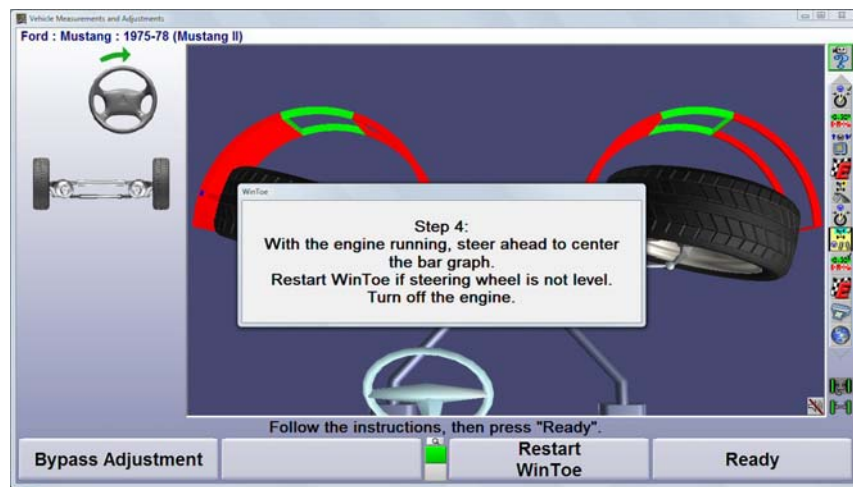 Vehicle Measurements and Adjustments
Ford : Mustang : 1975-78 (Mustang II)
WinToe
Step 4:
With the engine running, steer ahead to center
the bar graph.
Restart WinToe if steering wheel is not level.
Turn off the engine.
Follow the instructions, then press "Ready".
Bypass Adjustment
Restart
WinToe
Ready